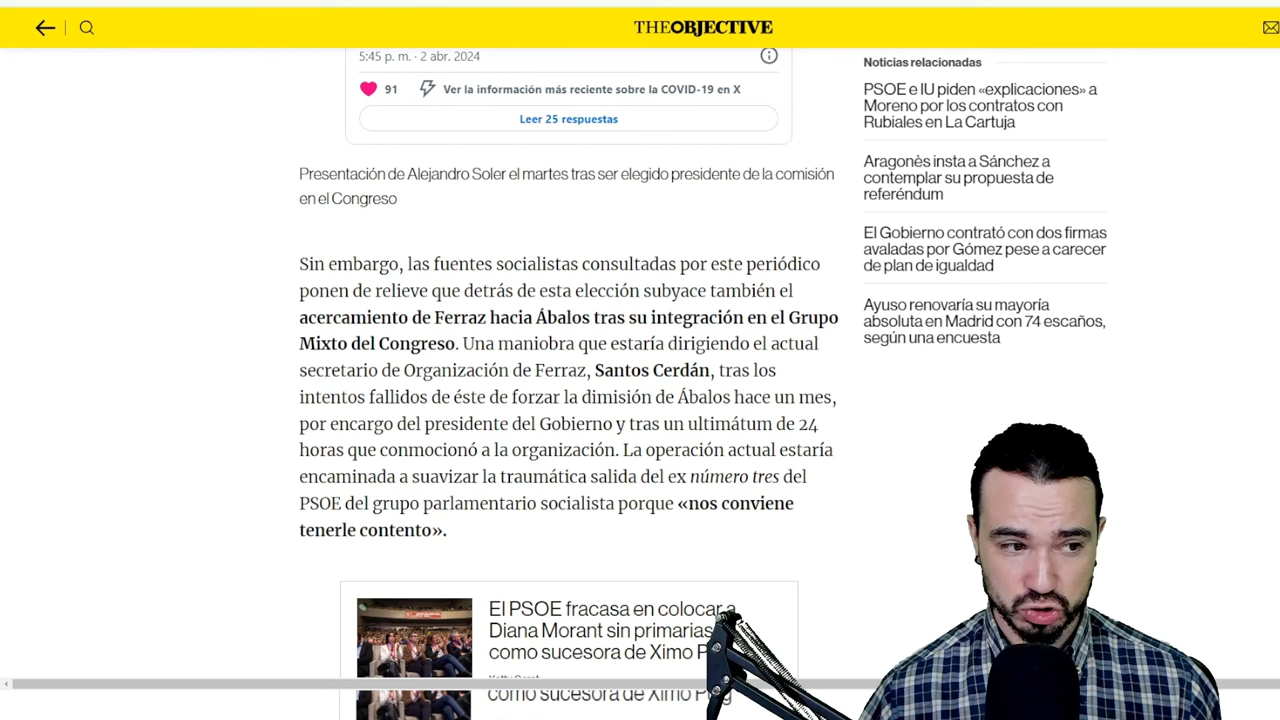 THE OBJECTIVE
5:45 p. m. · 2 abr. 2024
91 Ver la información más reciente sobre la COVID-19 en X
Leer 25 respuestas
Presentación de Alejandro Soler el martes tras ser elegido presidente de la comisión
en el Congreso
Sin embargo, las fuentes socialistas consultadas por este periódico
ponen de relieve que detrás de esta elección subyace también el
acercamiento de Ferraz hacia Ábalos tras su integración en el Grupo
Mixto del Congreso. Una maniobra que estaría dirigiendo el actual
secretario de Organización de Ferraz, Santos Cerdán, tras los
intentos fallidos de éste de forzar la dimisión de Ábalos hace un mes,
por encargo del presidente del Gobierno y tras un ultimátum de 24
horas que conmocionó a la organización. La operación actual estaría
encaminada a suavizar la traumática salida del ex número tres del
PSOE del grupo parlamentario socialista porque «nos conviene
tenerle contento».
El PSOE fracasa en colocar a
Diana Morant sin primarias
como sucesora de Ximo
como sucesora de Ximo Puig
Noticias relacionadas
PSOE e IU piden «explicaciones» a
Moreno por los contratos con
Rubiales en La Cartuja
Aragonès insta a Sánchez a
contemplar su propuesta de
referéndum
El Gobierno contrató con dos firmas
avaladas por Gómez pese a carecer
de plan de igualdad
Ayuso renovaría su mayoría
absoluta en Madrid con 74 escaños,
según una encuesta